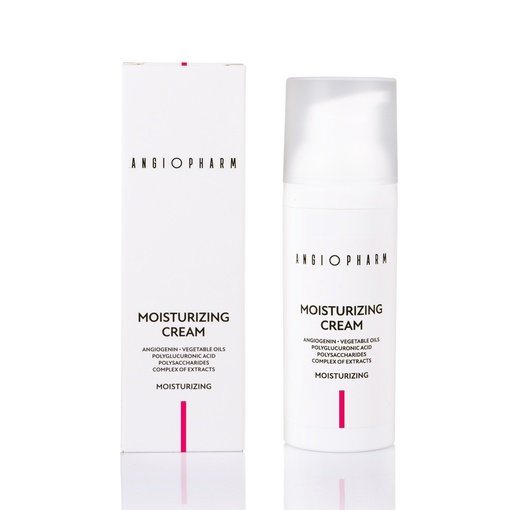 ANGIOPHARM
MOISTURIZING
CREAM
ANGIOGENIN • VEGETABLE OILS
POLYGLUCURONIC ACID
POLYSACCHARIDES
COMPLEX OF EXTRACTS
MOISTURIZING
ANGIOPHARM
MOISTURIZING
CREAM
ANGIOGENIN • VEGETABLE OILS
POLYGLUCURONIC ACID
POLYSACCHARIDES
COMPLEX OF EXTRACTS
MOISTURIZING